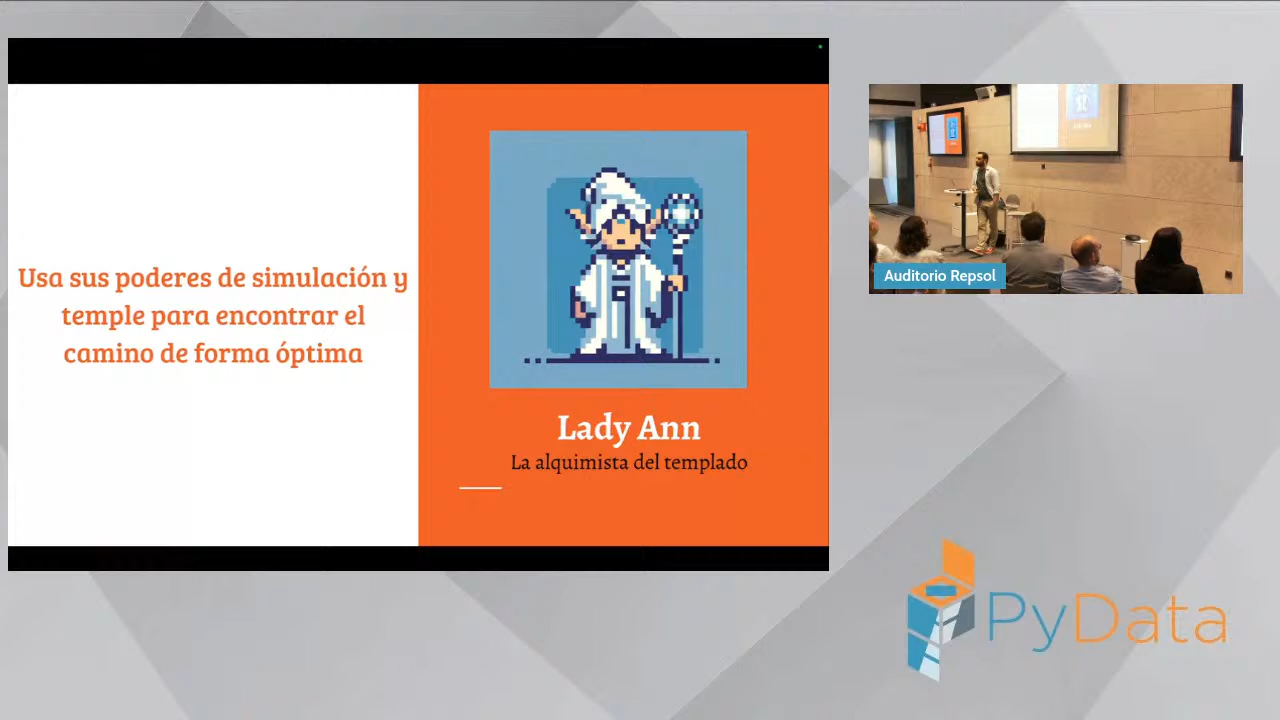 Usa sus poderes de simulación y
temple para encontrar el
camino de forma óptima
Lady Ann
La alquimista del templado
Auditorio Repsol
PyData